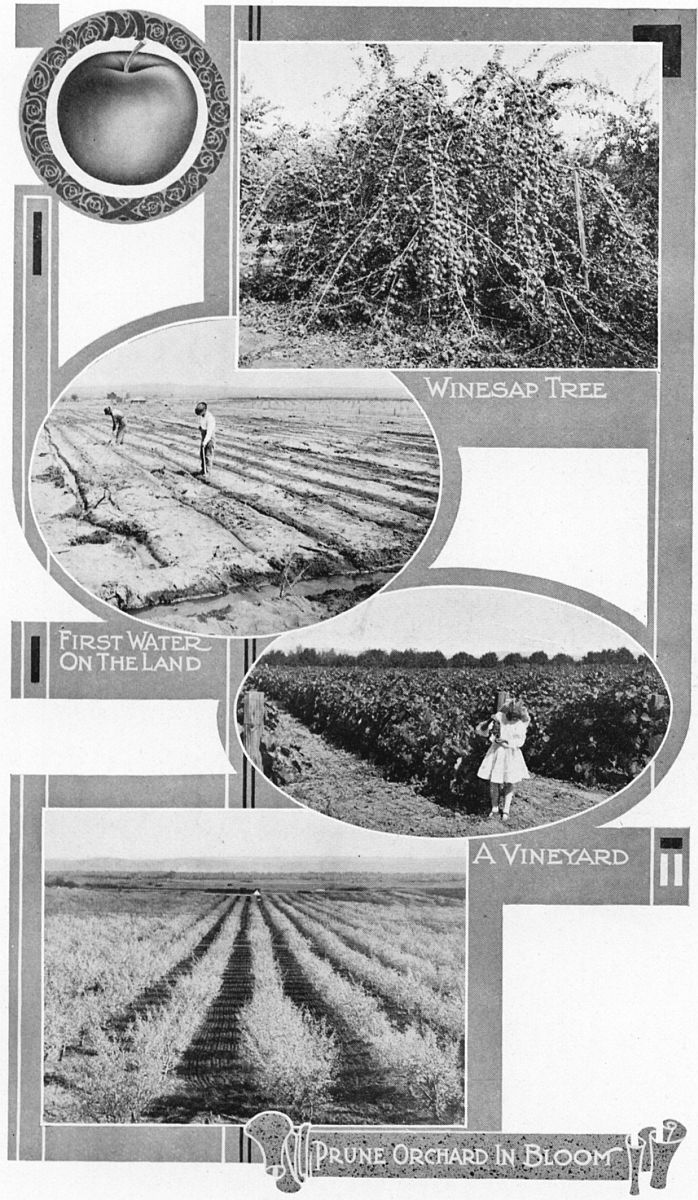 WINESAP TREE
FIRST WATER
ON THE LAND
A VINEYARD
PRUNE ORCHARD IN BLOOM